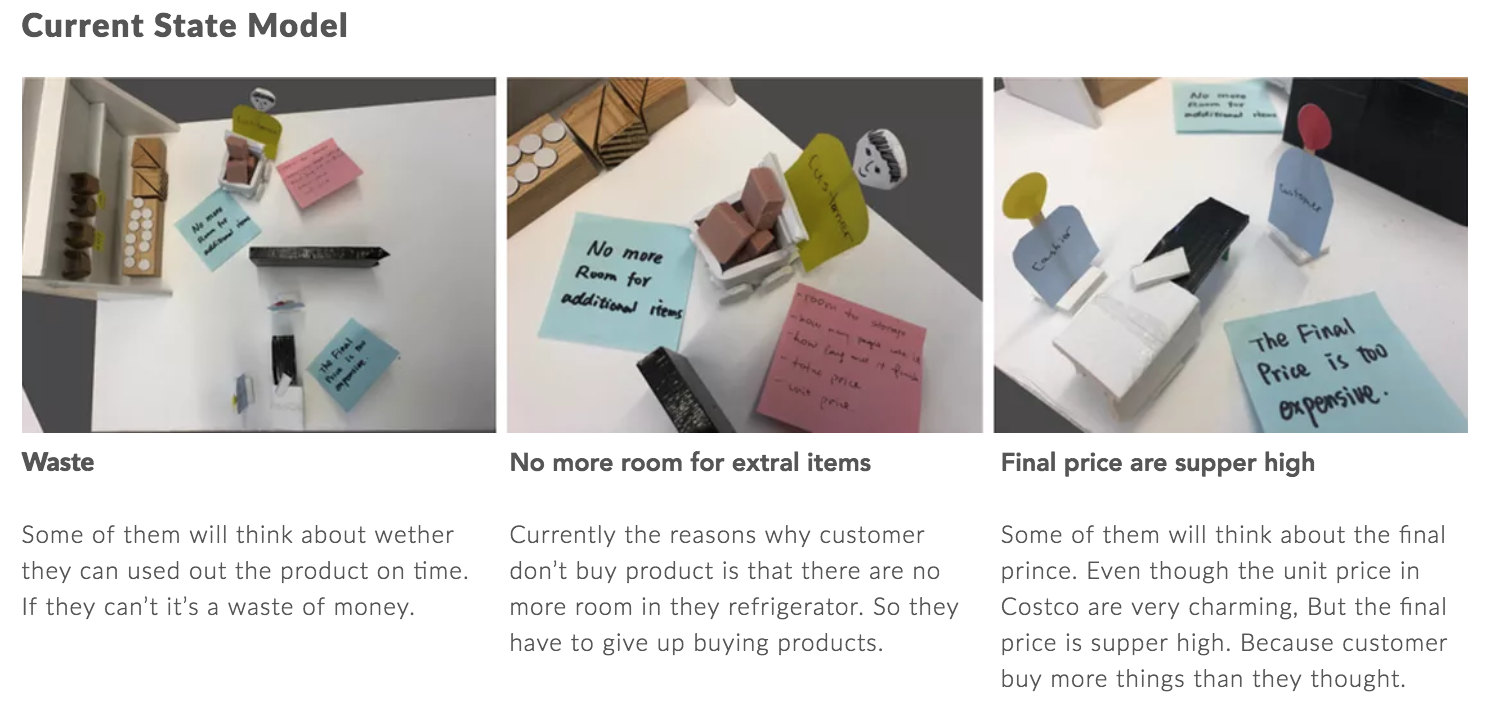 Current State Model
Customer
No more
Room for
additional items
The Final
Price is too
expensive.
Customer
No more
Room for
additional items
- room to storage
- how many people use it
- how long will it finish
- total price
- unit price
No more
Room for
additional items
Cashier
Customer
The Final
Price is too
expensive.
Waste
Some of them will think about wether
they can used out the product on time.
If they can’t it’s a waste of money.
No more room for extral items
Currently the reasons why customer
don’t buy product is that there are no
more room in they refrigerator. So they
have to give up buying products.
Final price are supper high
Some of them will think about the final
prince. Even though the unit price in
Costco are very charming, But the final
price is supper high. Because customer
buy more things than they thought.